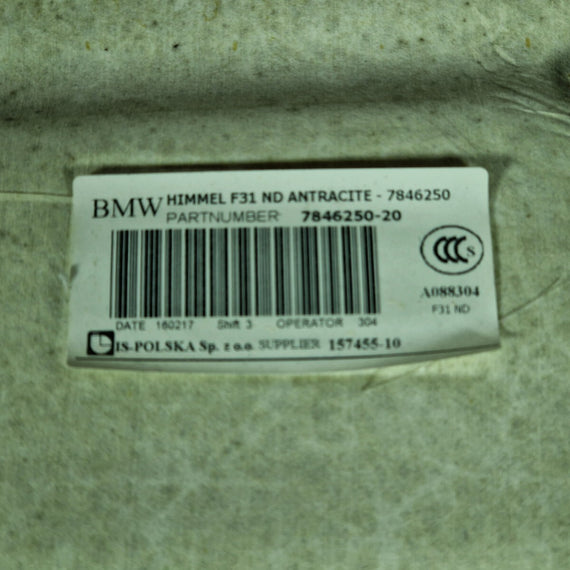 BMW HIMMEL F31 ND ANTRACITE - 7846250
PARTNUMBER 7846250-20
CCC S
A088304
F31 ND
DATE 160217 Shift 3 OPERATOR 304
IS-POLSKA Sp. z o.o. SUPPLIER 157455-10